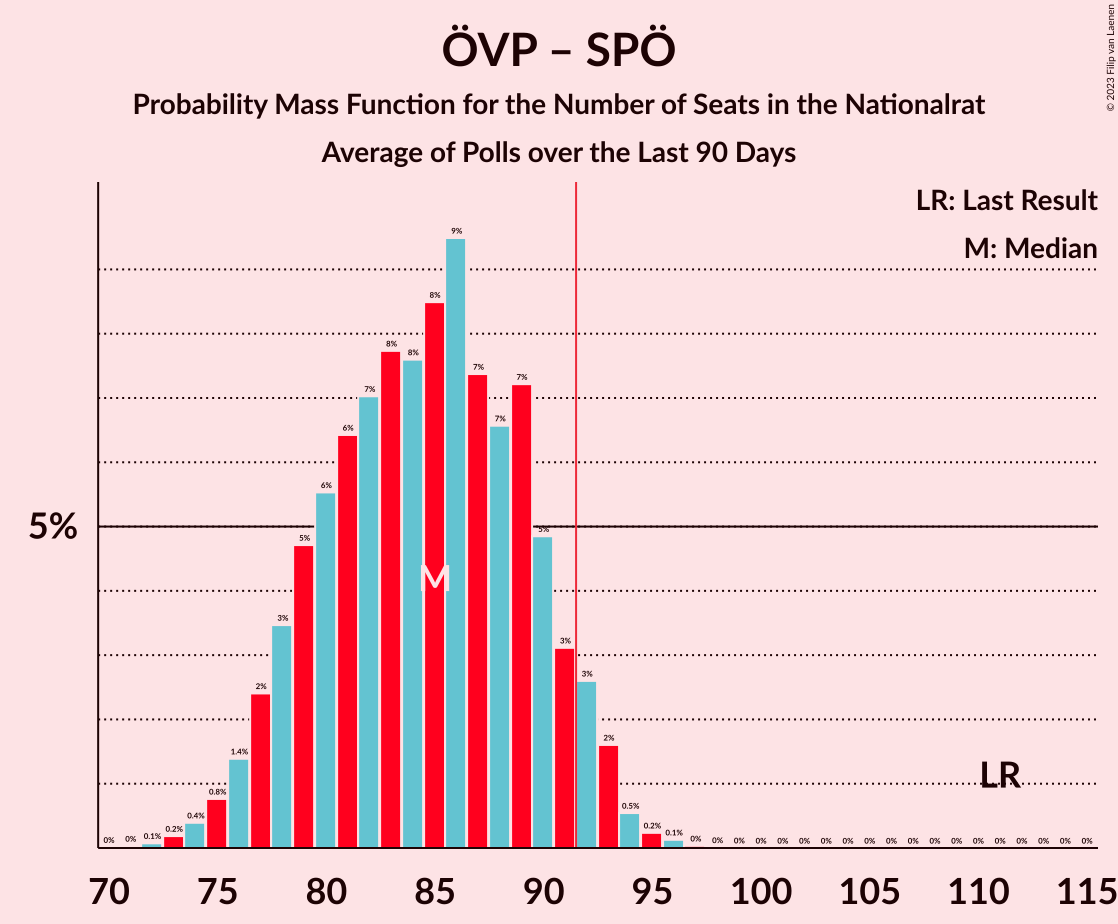 ÖVP – SPÖ
Probability Mass Function for the Number of Seats in the Nationalrat
Average of Polls over the Last 90 Days
© 2023 Filip van Laenen
LR: Last Result
M: Median
5%
0% 0% 0.1% 0.2% 0.4% 0.8% 1.4% 2% 3% 5% 6% 6% 7% 8% 8% 8% 9% 7% 7% 7% 5% 3% 3% 2% 0.5% 0.2% 0.1% 0% 0% 0% 0% 0% 0% 0% 0% 0% 0% 0% 0% 0% 0% 0% 0% 0% 0% 0%
M
LR
70 75 80 85 90 95 100 105 110 115